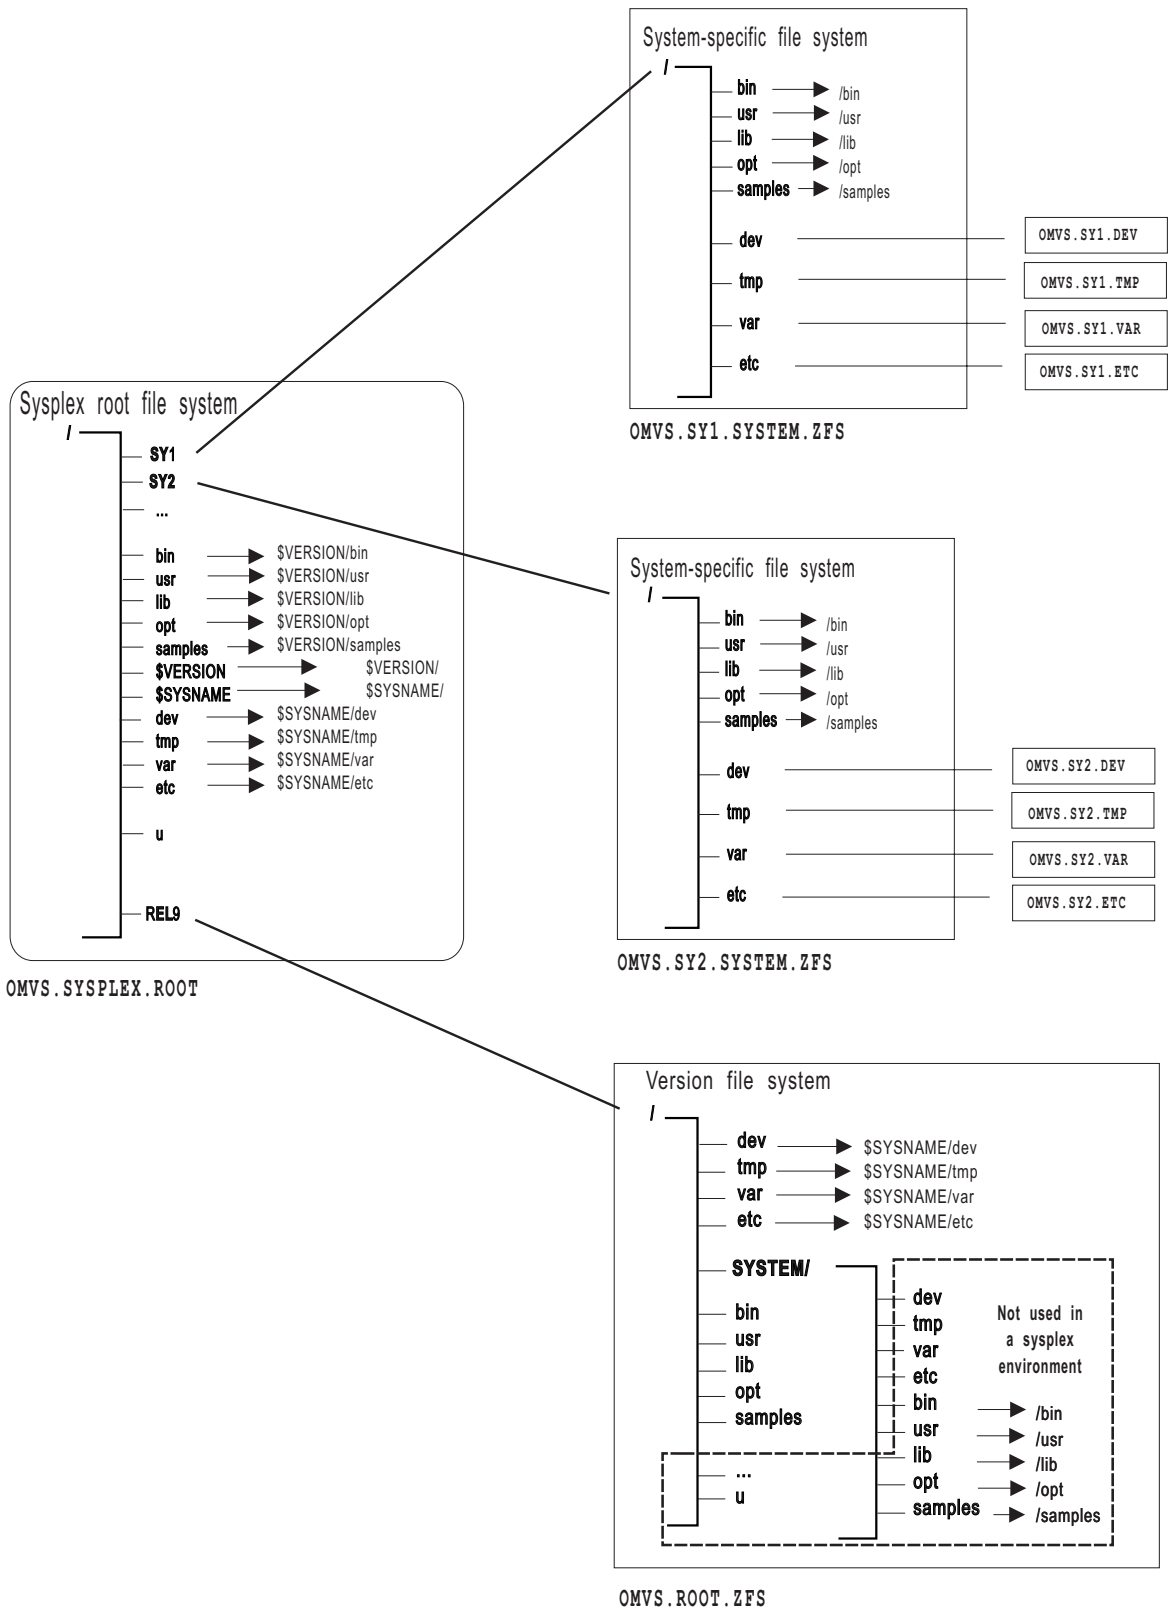 System-specific file system
/
bin /bin
usr /usr
lib /lib
opt /opt
samples /samples
dev OMVS.SY1.DEV
tmp OMVS.SY1.TMP
var OMVS.SY1.VAR
etc OMVS.SY1.ETC
OMVS.SY1.SYSTEM.ZFS
Sysplex root file system
/
SY1
SY2
...
bin $VERSION/bin
usr $VERSION/usr
lib $VERSION/lib
opt $VERSION/opt
samples $VERSION/samples
$VERSION $VERSION/
$SYSNAME $SYSNAME/
dev $SYSNAME/dev
tmp $SYSNAME/tmp
var $SYSNAME/var
etc $SYSNAME/etc
u
REL9
OMVS.SYSPLEX.ROOT
System-specific file system
/
bin /bin
usr /usr
lib /lib
opt /opt
samples /samples
dev OMVS.SY2.DEV
tmp OMVS.SY2.TMP
var OMVS.SY2.VAR
etc OMVS.SY2.ETC
OMVS.SY2.SYSTEM.ZFS
Version file system
/
dev $SYSNAME/dev
tmp $SYSNAME/tmp
var $SYSNAME/var
etc $SYSNAME/etc
SYSTEM/
bin
usr
lib
opt
samples
...
u
dev
tmp
var
etc
bin /bin
usr /usr
lib /lib
opt /opt
samples /samples
Not used in
a sysplex
environment
OMVS.ROOT.ZFS